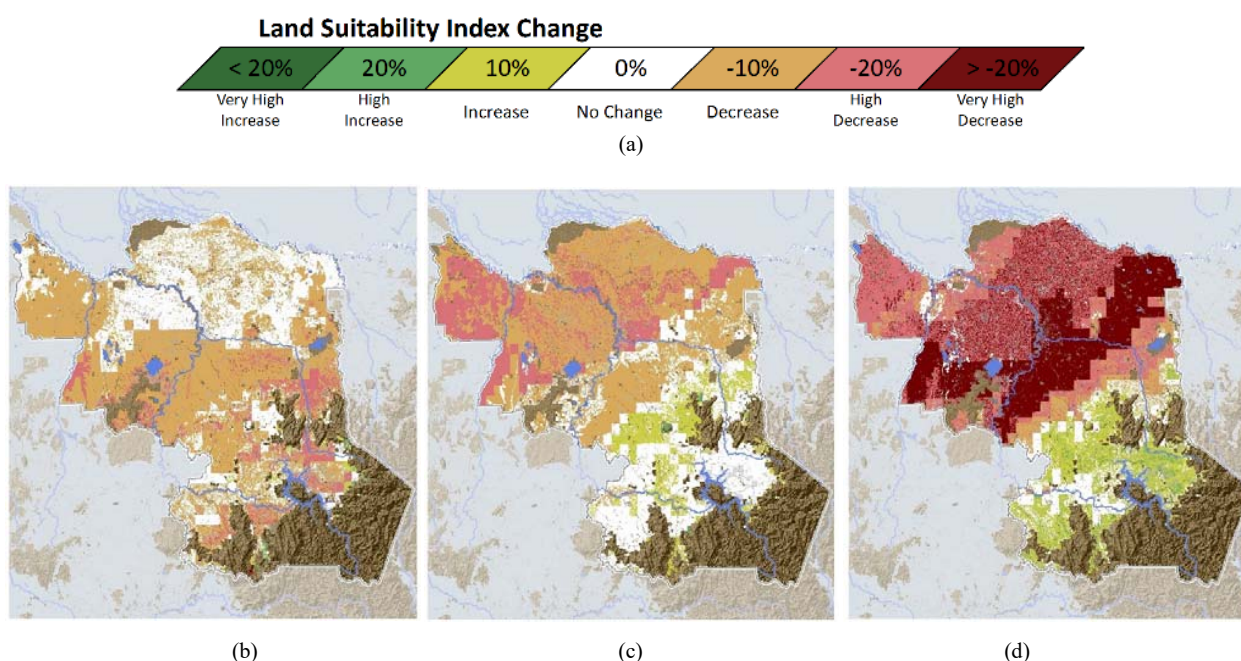 Land Suitability Index Change
< 20% 20% 10% 0% -10% -20% > -20%
Very High Increase High Increase Increase No Change Decrease High Decrease Very High Decrease
(a)
(b) (c) (d)